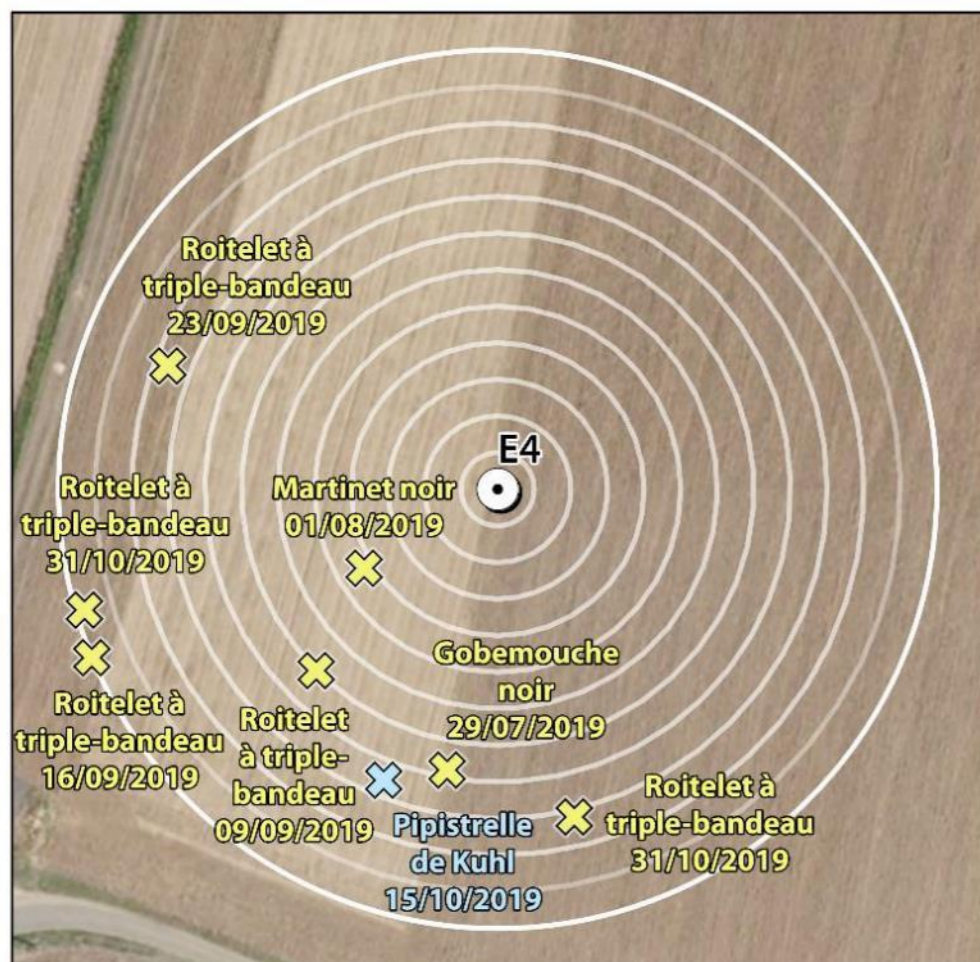 Roitelet à
triple-bandeau
23/09/2019
E4
Roitelet à
triple-bandeau
31/10/2019
Martinet noir
01/08/2019
Gobemouche
noir
29/07/2019
Roitelet à
triple-bandeau
16/09/2019
Roitelet
à triple-
bandeau
09/09/2019
Pipistrelle
de Kuhl
15/10/2019
Roitelet à
triple-bandeau
31/10/2019